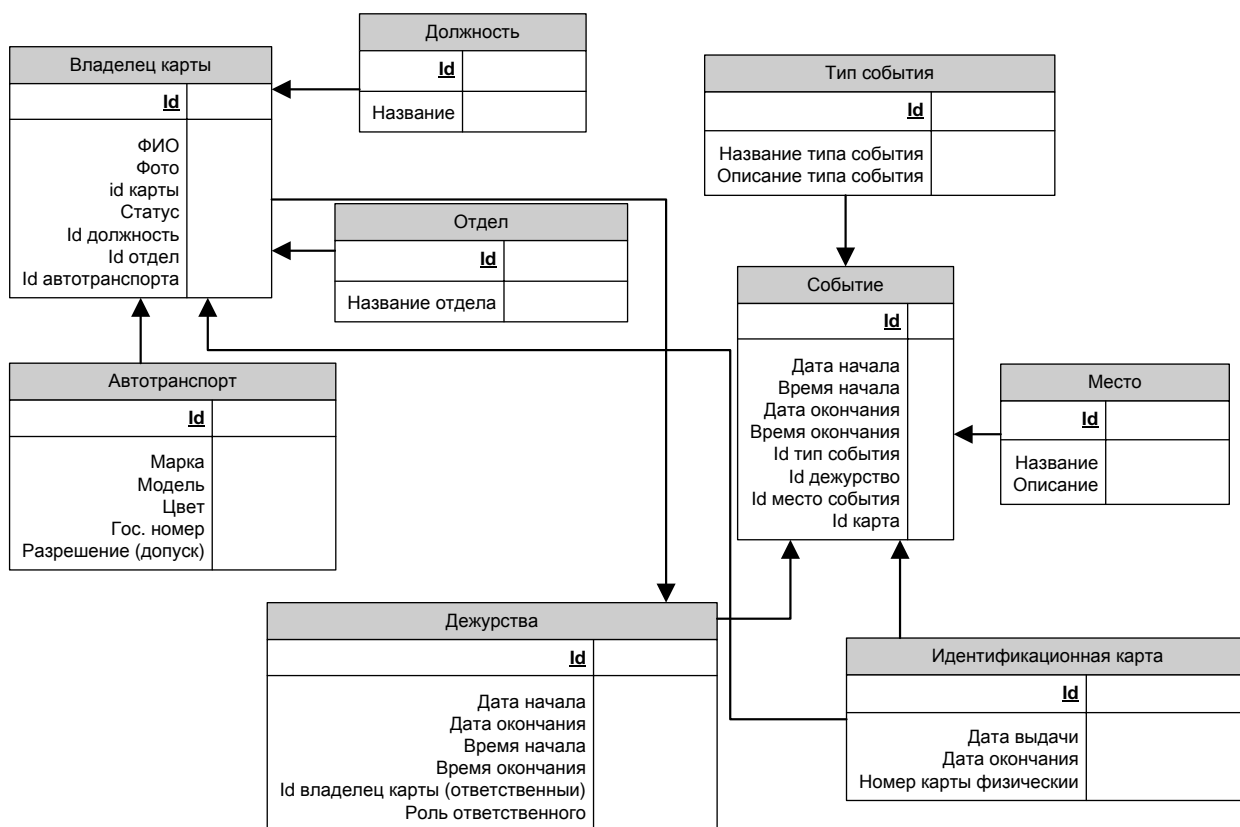 Владелец карты
Id
ФИО
Фото
id карты
Статус
Id должность
Id отдел
Id автотранспорта
Должность
Id
Название
Отдел
Id
Название отдела
Тип события
Id
Название типа события
Описание типа события
Событие
Id
Дата начала
Время начала
Дата окончания
Время окончания
Id тип события
Id дежурство
Id место события
Id карта
Место
Id
Название
Описание
Автотранспорт
Id
Марка
Модель
Цвет
Гос. номер
Разрешение (допуск)
Дежурства
Id
Дата начала
Дата окончания
Время начала
Время окончания
Id владелец карты (ответственныи)
Роль ответственного
Идентификационная карта
Id
Дата выдачи
Дата окончания
Номер карты физическии